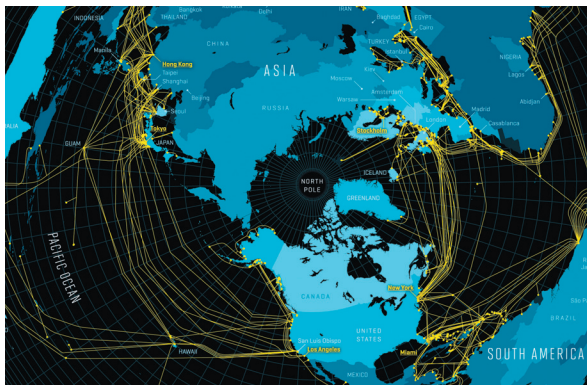 INDONESIA
THAILAND
Bangkok
Delhi
IRAN
Baghdad
EGYPT
Cairo
Manila
CHINA
TURKEY
Istanbul
NIGERIA
Lagos
Hong Kong
Taipei
Shanghai
ASIA
Kiev
Moscow
Amsterdam
Beijing
Warsaw
Abidjan
RUSSIA
Madrid
Seoul
London
Casablanca
Tokyo
Stockholm
GUAM
JAPAN
ICELAND
NORTH
POLE
GREENLAND
PACIFIC OCEAN
New York
CANADA
BRAZIL
UNITED
STATES
San Luis Obispo
Los Angeles
HAWAII
Miami
SOUTH AMERICA
MEXICO